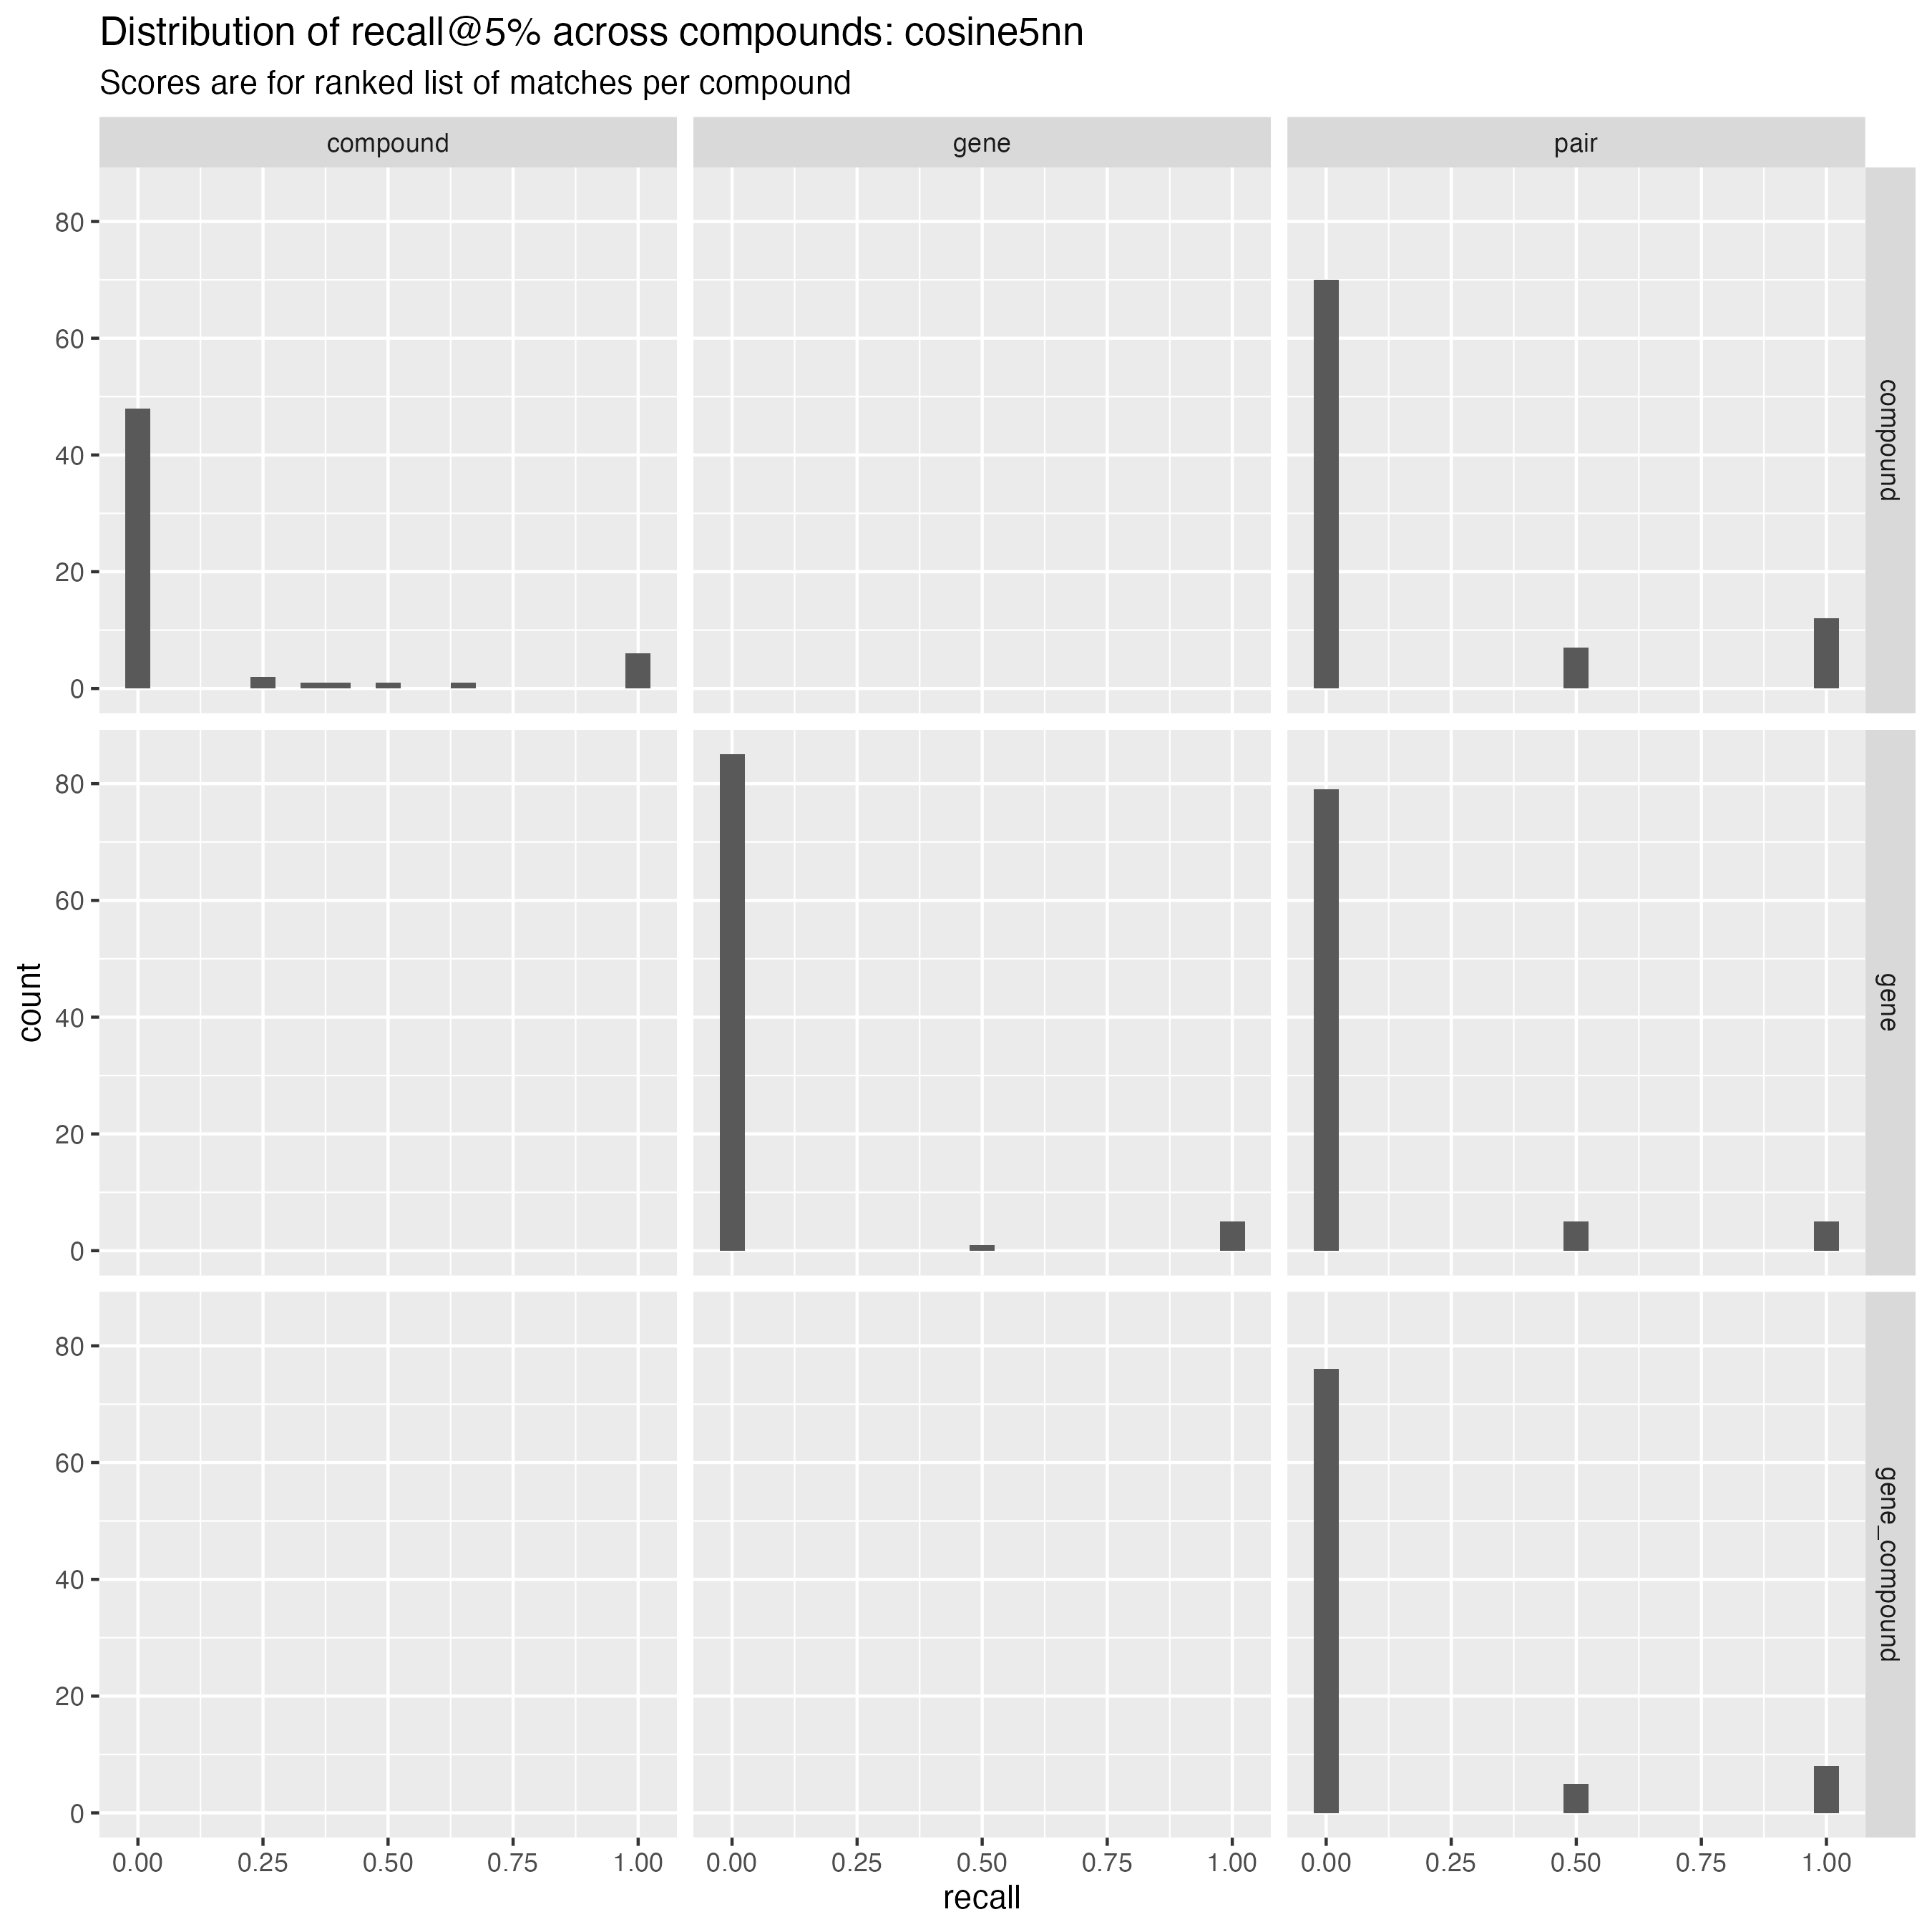 Distribution of recall@5% across compounds: cosine5nn
Scores are for ranked list of matches per compound
compound
gene
pair
80
60
40
20
0
compound
80
60
40
20
0
gene
count
80
60
40
20
0
gene_compound
0.00 0.25 0.50 0.75 1.00 0.00 0.25 0.50 0.75 1.00 0.00 0.25 0.50 0.75 1.00
recall